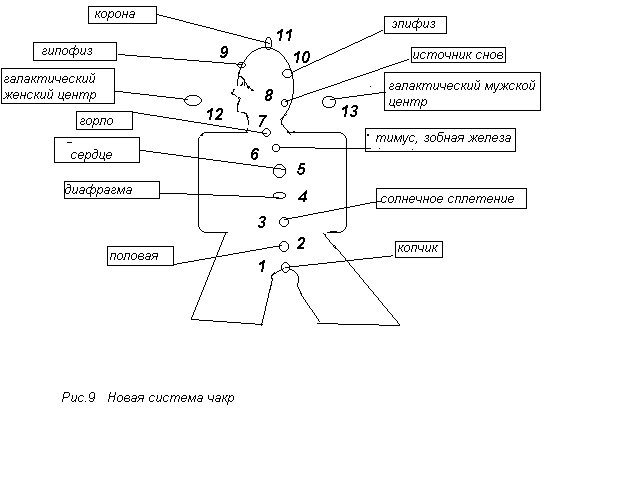 корона
11
эпифиз
гипофиз
9
10
источник снов
галактический
женский центр
8
галактический мужской
центр
12
13
горло
7
тимус, зобная железа
сердце
6
5
диафрагма
4
солнечное сплетение
3
половая
2
копчик
1
Рис.9 Новая система чакр